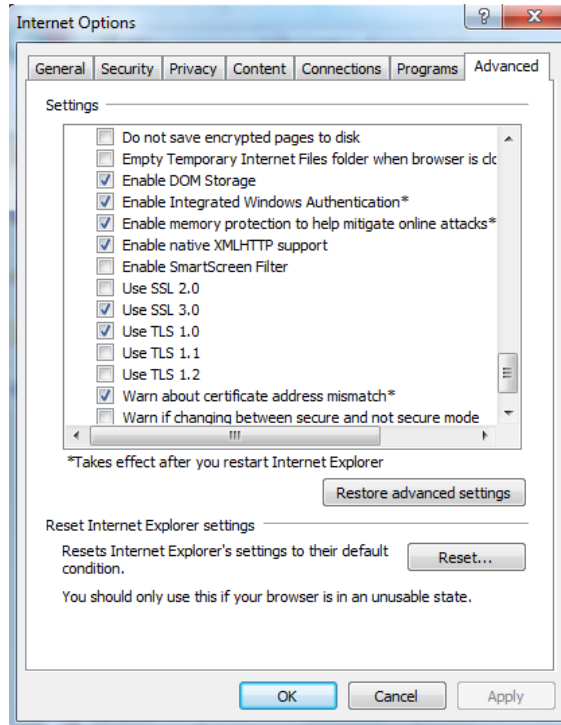 Internet Options
General Security Privacy Content Connections Programs Advanced
Settings
Do not save encrypted pages to disk
Empty Temporary Internet Files folder when browser is clc
Enable DOM Storage
Enable Integrated Windows Authentication*
Enable memory protection to help mitigate online attacks*
Enable native XMLHTTP support
Enable SmartScreen Filter
Use SSL 2.0
Use SSL 3.0
Use TLS 1.0
Use TLS 1.1
Use TLS 1.2
Warn about certificate address mismatch*
Warn if changing between secure and not secure mode
*Takes effect after you restart Internet Explorer
Restore advanced settings
Reset Internet Explorer settings
Resets Internet Explorer's settings to their default
condition.
Reset...
You should only use this if your browser is in an unusable state.
OK Cancel Apply